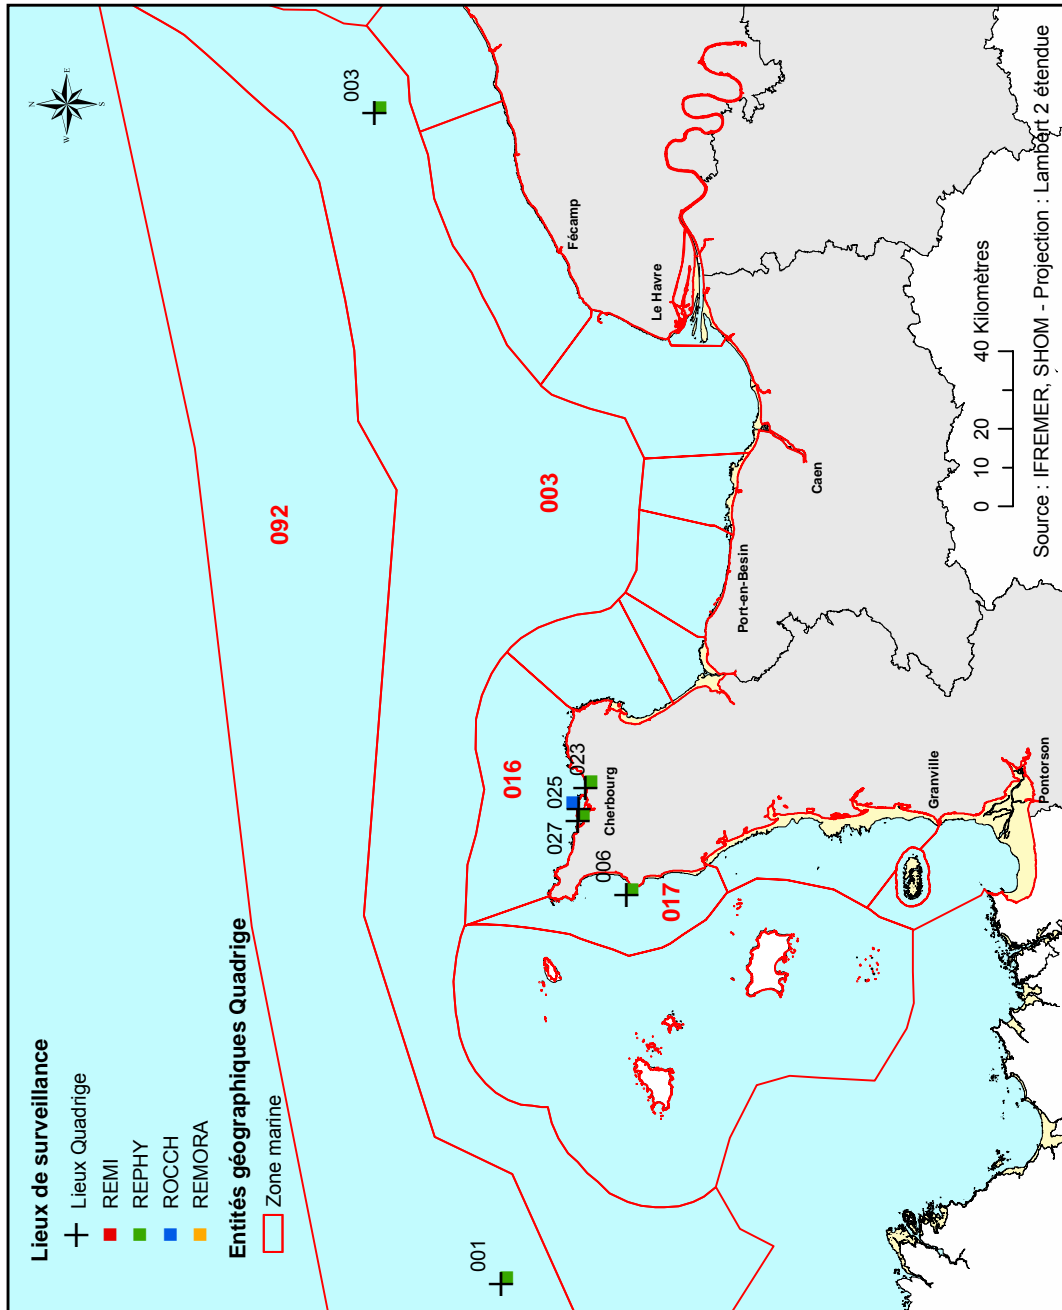 Lieux de surveillance
Lieux Quadrige
REMI
REPHY
ROCCH
REMORA
Entités géographiques Quadrige
Zone marine
N
E
S
W
001
003
092
003
016
017
027
025
023
006
Cherbourg
Fécamp
Le Havre
Caen
Port-en-Besin
Granville
Pontorson
0 10 20 40 Kilomètres
Source : IFREMER, SHOM - Projection : Lambert 2 étendue